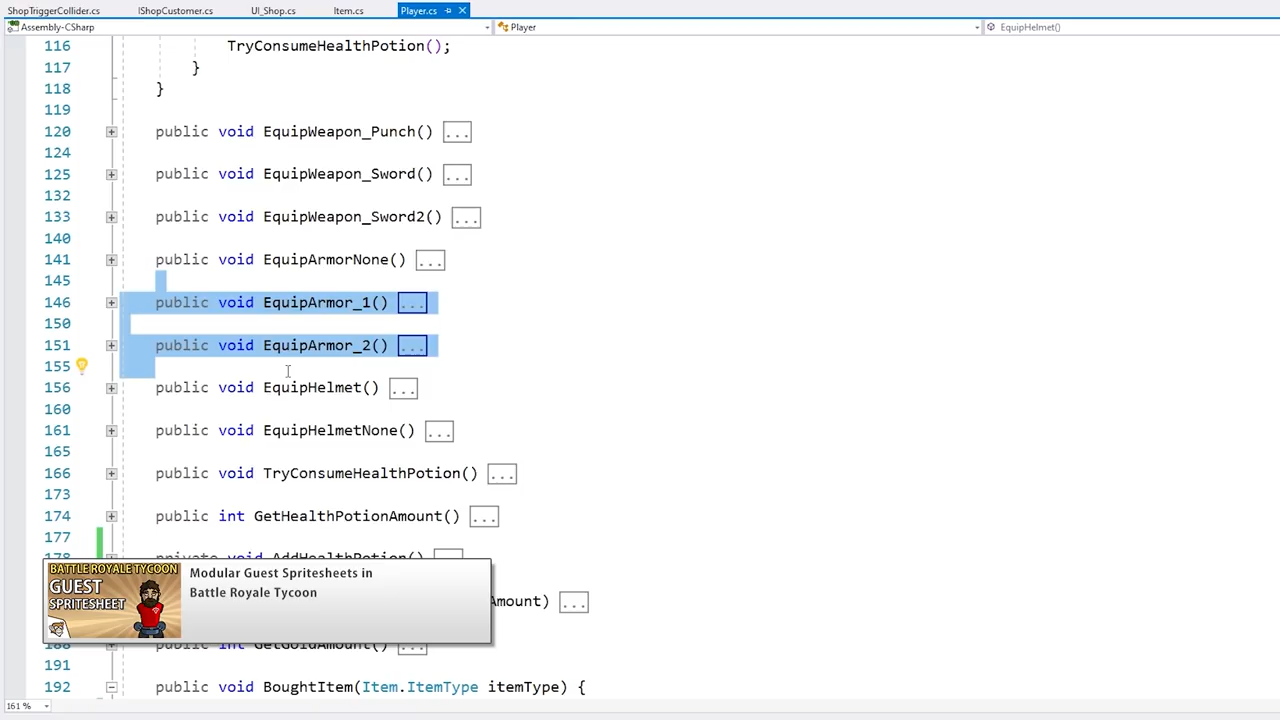 ShopTriggerCollider.cs IShopCustomer.cs UI_Shop.cs Item.cs Player.cs
Assembly-CSharp Player EquipHelmet()
116 TryConsumeHealthPotion();
117 }
118 }
119
120 public void EquipWeapon_Punch() ...
124
125 public void EquipWeapon_Sword() ...
132
133 public void EquipWeapon_Sword2() ...
140
141 public void EquipArmorNone() ...
145
146 public void EquipArmor_1() ...
150
151 public void EquipArmor_2() ...
155
156 public void EquipHelmet() ...
160
161 public void EquipHelmetNone() ...
165
166 public void TryConsumeHealthPotion() ...
173
174 public int GetHealthPotionAmount() ...
177
178 private void AddHealthPotion() ...
BATTLE ROYALE TYCOON
GUEST
SPRITESHEET
Modular Guest Spritesheets in
Battle Royale Tycoon
Amount) ...
188 public int GetGoldAmount() ...
191
192 public void BoughtItem(Item.ItemType itemType) {
161 %